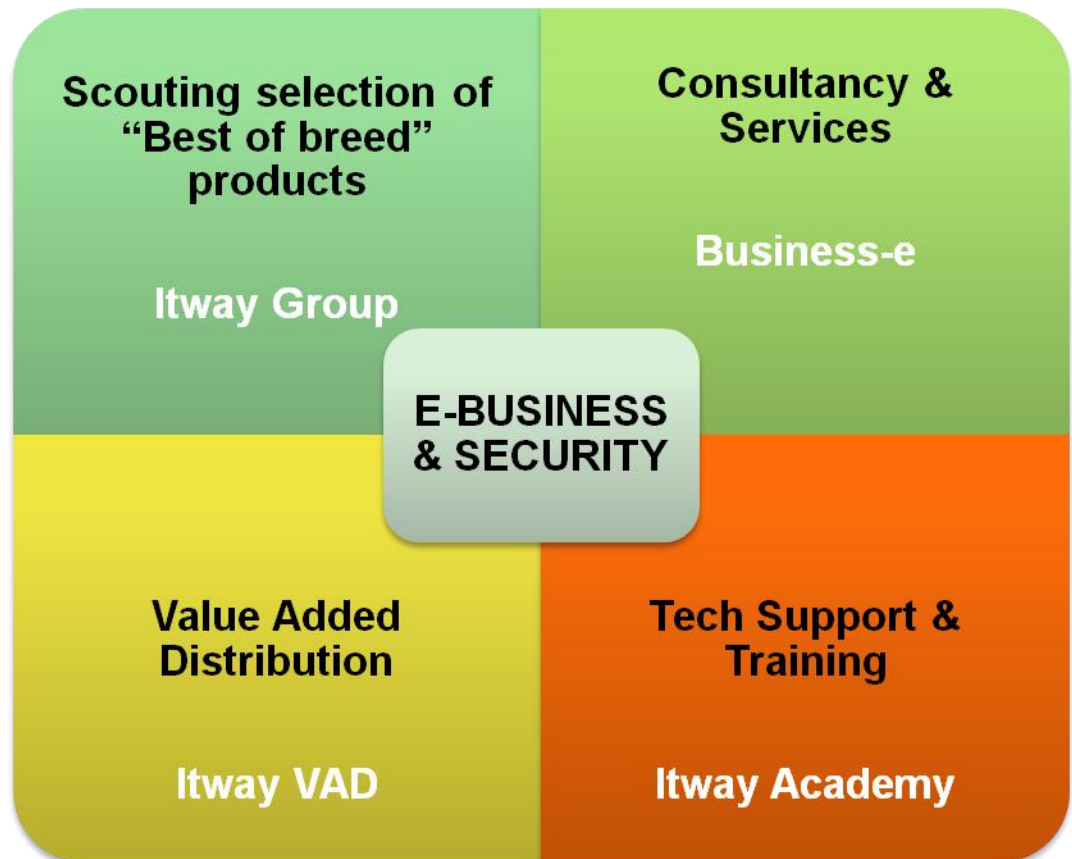 Scouting selection of
“Best of breed”
products
Itway Group
Consultancy &
Services
Business-e
E-BUSINESS
& SECURITY
Value Added
Distribution
Itway VAD
Tech Support &
Training
Itway Academy